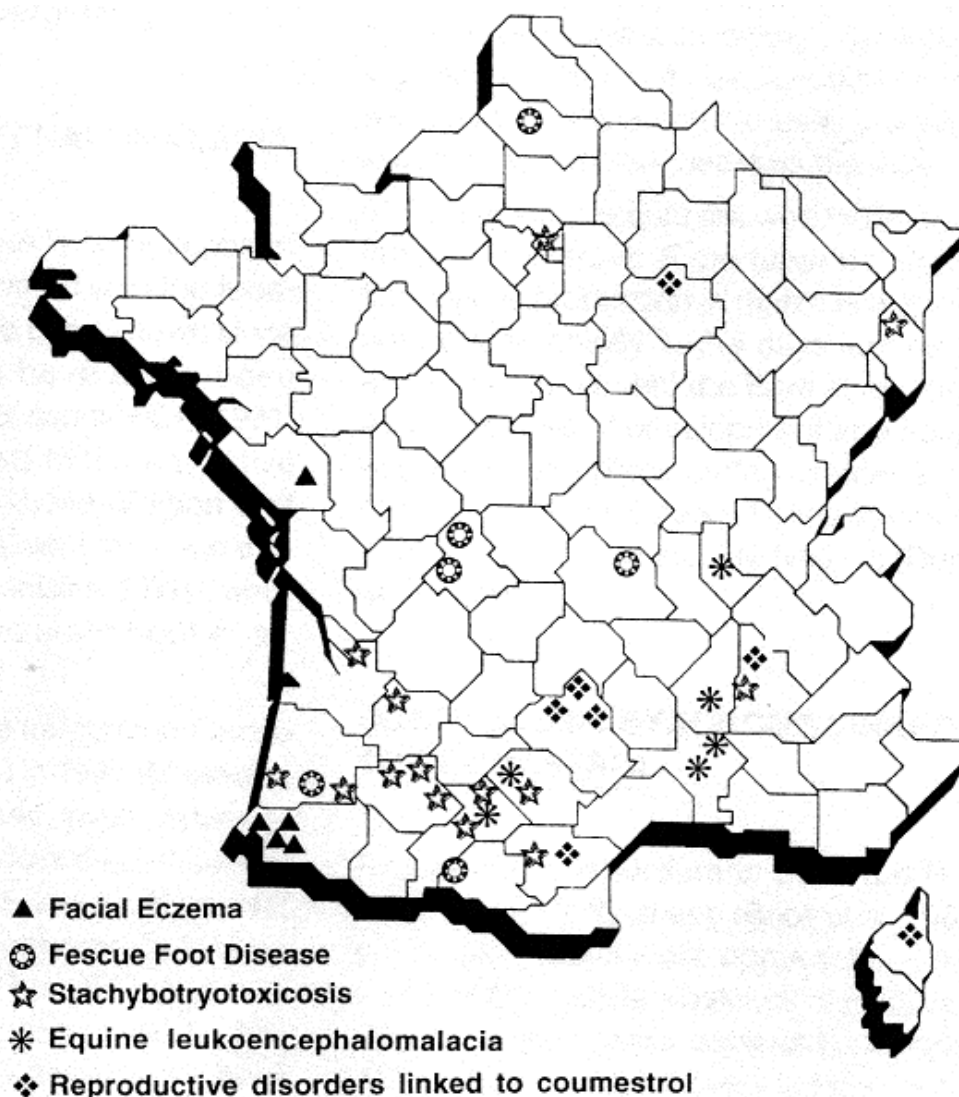 Facial Eczema
Fescue Foot Disease
Stachybotryotoxicosis
Equine leukoencephalomalacia
Reproductive disorders linked to coumestrol